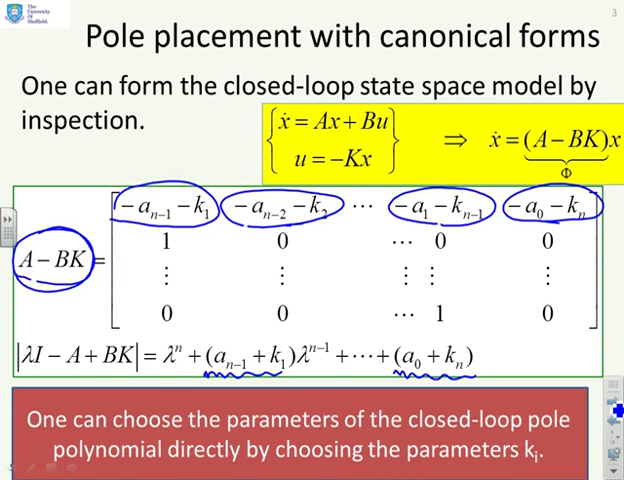 The University Of Sheffield.
3
Pole placement with canonical forms
One can form the closed-loop state space model by
inspection.
ẋ = Ax + Bu
u = −Kx
⇒ ẋ = (A − BK)x
Φ
A − BK =
−a_{n−1} − k_1 −a_{n−2} − k_2 ⋯ −a_1 − k_{n−1} −a_0 − k_n
1 0 ⋯ 0 0
⋮ ⋮ ⋮ ⋮ ⋮
0 0 ⋯ 1 0
|λI − A + BK| = λ^n + (a_{n−1} + k_1)λ^{n−1} + ⋯ + (a_0 + k_n)
One can choose the parameters of the closed-loop pole
polynomial directly by choosing the parameters k_i.